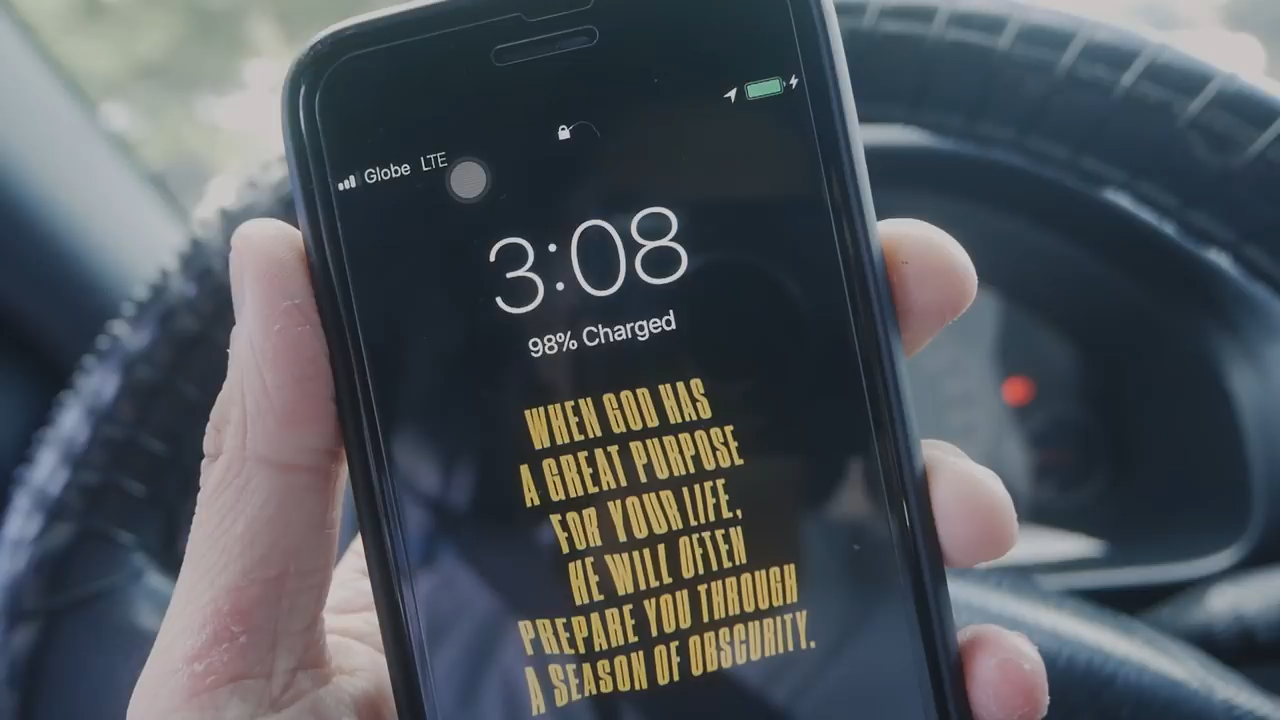 Globe LTE
3:08
98% Charged
WHEN GOD HAS
A GREAT PURPOSE
FOR YOUR LIFE,
HE WILL OFTEN
PREPARE YOU THROUGH
A SEASON OF OBSCURITY.